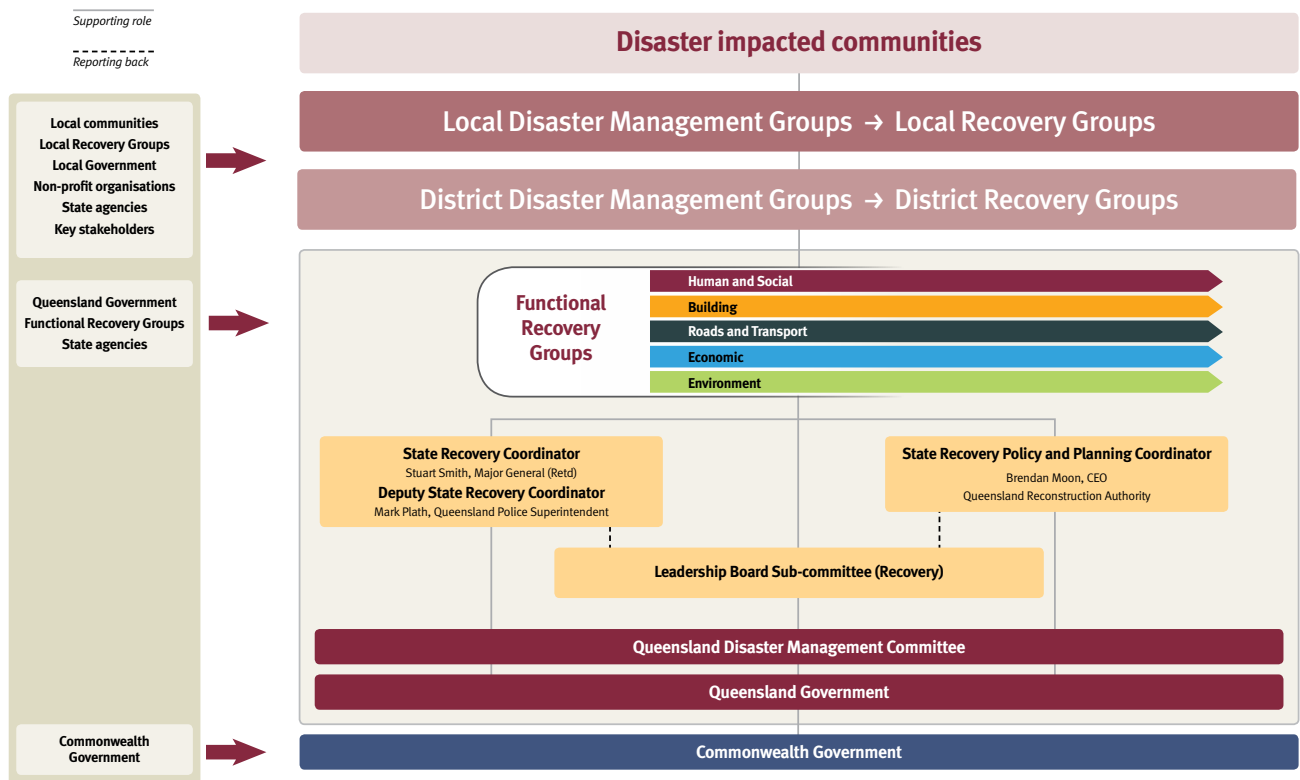 Supporting role
Reporting back
Local communities
Local Recovery Groups
Local Government
Non-profit organisations
State agencies
Key stakeholders
Queensland Government
Functional Recovery Groups
State agencies
Commonwealth
Government
Disaster impacted communities
Local Disaster Management Groups → Local Recovery Groups
District Disaster Management Groups → District Recovery Groups
Functional
Recovery
Groups
Human and Social
Building
Roads and Transport
Economic
Environment
State Recovery Coordinator
Stuart Smith, Major General (Retd)
Deputy State Recovery Coordinator
Mark Plath, Queensland Police Superintendent
State Recovery Policy and Planning Coordinator
Brendan Moon, CEO
Queensland Reconstruction Authority
Leadership Board Sub-committee (Recovery)
Queensland Disaster Management Committee
Queensland Government
Commonwealth Government